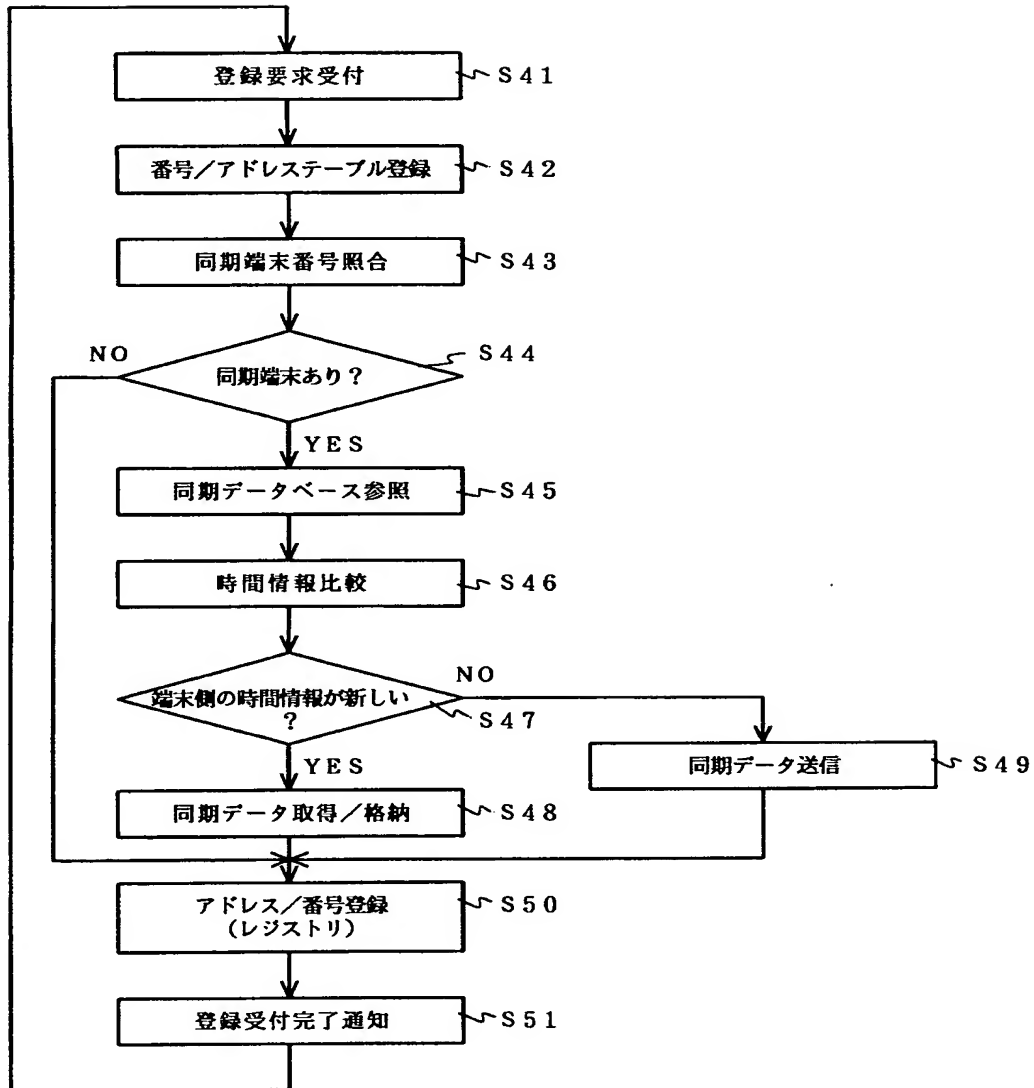 登録要求受付 S41
番号／アドレステーブル登録 S42
同期端末番号照合 S43
NO
S44
同期端末あり？
YES
同期データベース参照 S45
時間情報比較 S46
NO
端末側の時間情報が新しい
？
S47
YES
同期データ送信 S49
同期データ取得／格納 S48
アドレス／番号登録
（レジストリ）
S50
登録受付完了通知 S51